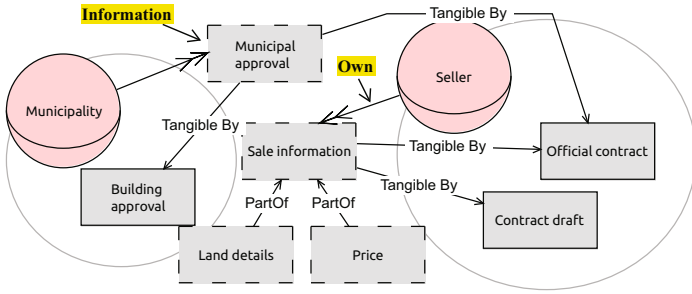 Information
Tangible By
Municipal
approval
Own
Seller
Municipality
Tangible By
Sale information
Tangible By
Official contract
Building
approval
Tangible By
PartOf
PartOf
Contract draft
Land details
Price